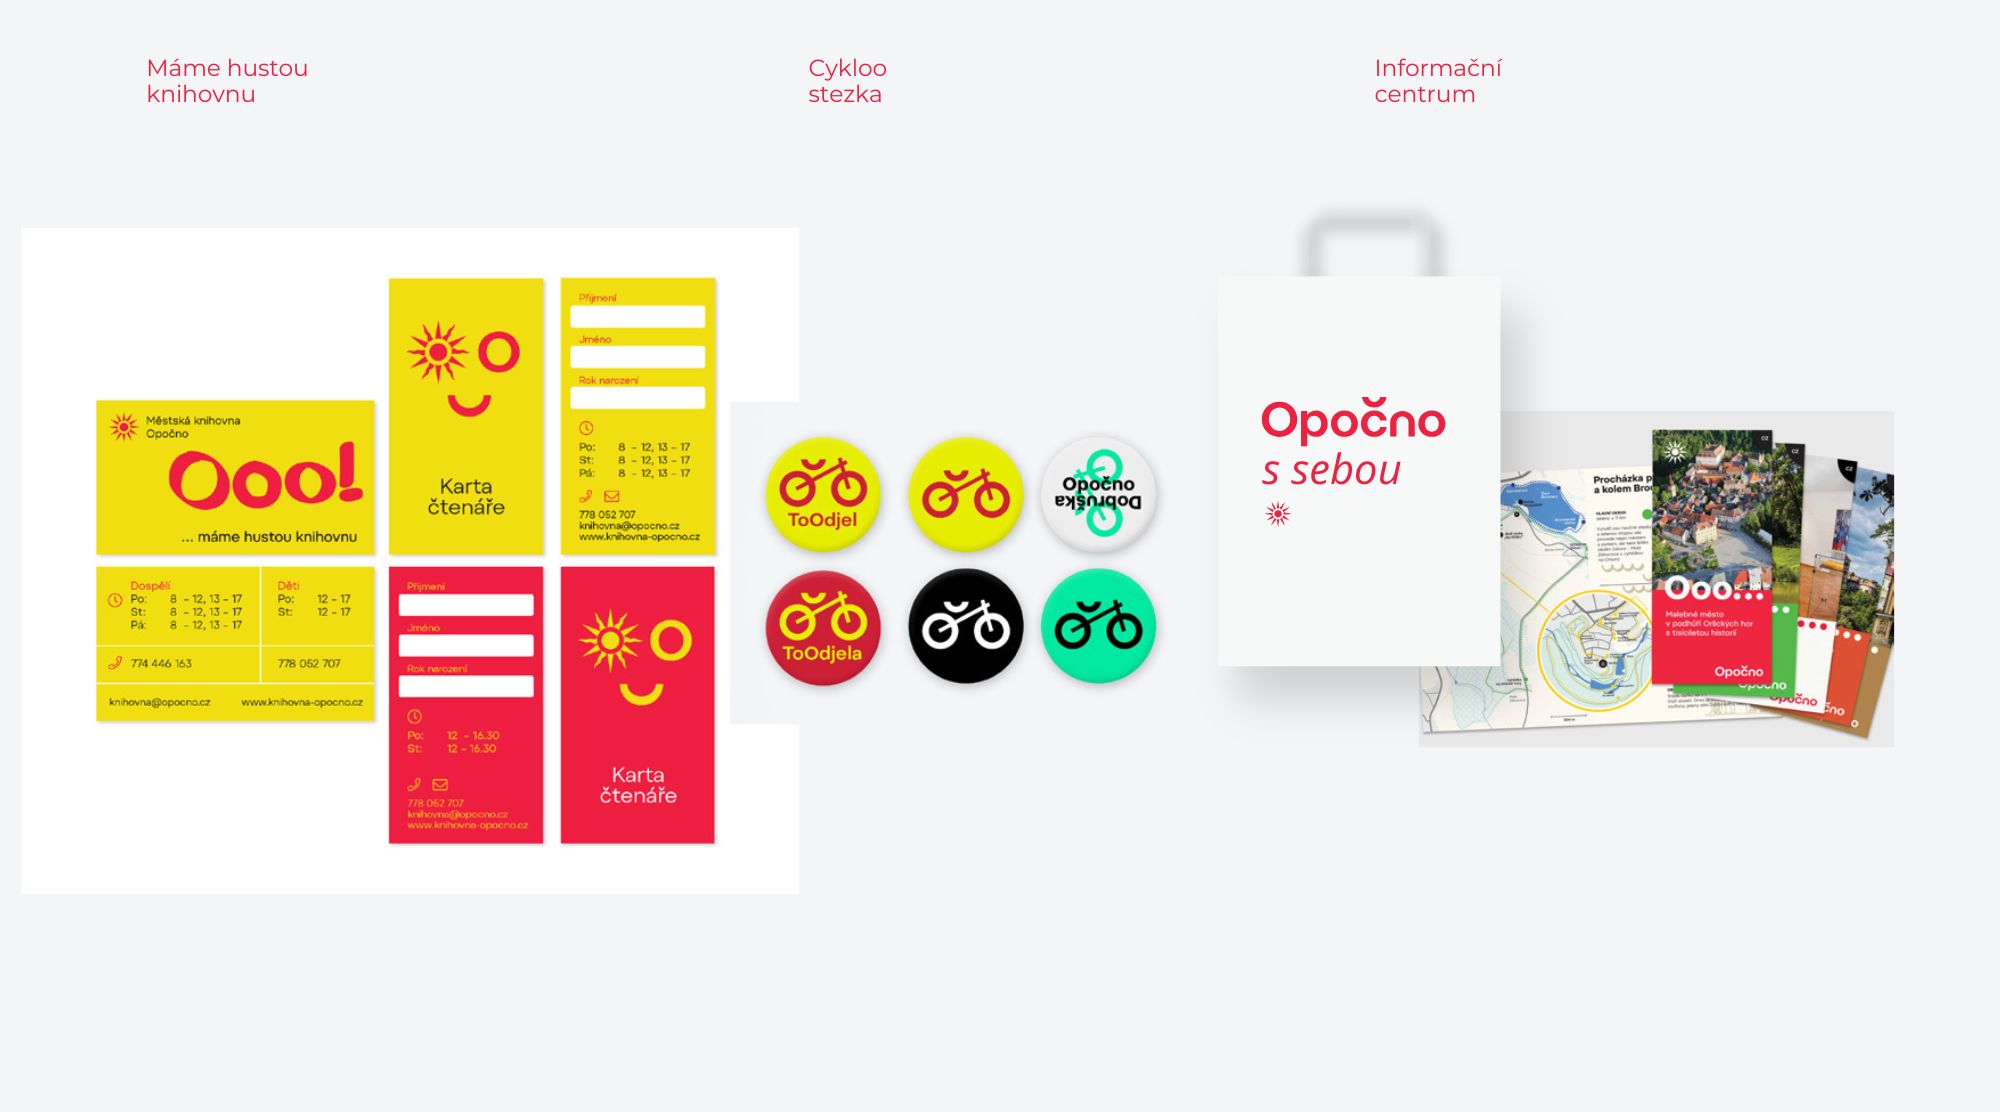 Máme hustou
knihovnu
Cykloo
stezka
Informační
centrum
Městská knihovna
Opočno
Ooo!
... máme hustou knihovnu
Dospělí
Po: 8 – 12, 13 – 17
St: 8 – 12, 13 – 17
Pá: 8 – 12, 13 – 17
Děti
Po: 12 – 17
St: 12 – 17
774 446 163
778 052 707
knihovna@opocno.cz
www.knihovna-opocno.cz
Karta
čtenáře
Příjmení
Jméno
Rok narození
Po: 8 – 12, 13 – 17
St: 8 – 12, 13 – 17
Pá: 8 – 12, 13 – 17
778 052 707
knihovna@opocno.cz
www.knihovna-opocno.cz
Příjmení
Jméno
Rok narození
Po: 12 – 16.30
St: 12 – 16.30
778 052 707
knihovna@opocno.cz
www.knihovna-opocno.cz
Karta
čtenáře
ToOdjel
Opočno
Dobruška
ToOdjela
Opočno
s sebou
Procházka p
a kolem Brou
CZ
CZ
CZ
Ooo...
Malebné město
v podhůří Orlických hor
s tisíciletou historií
Opočno